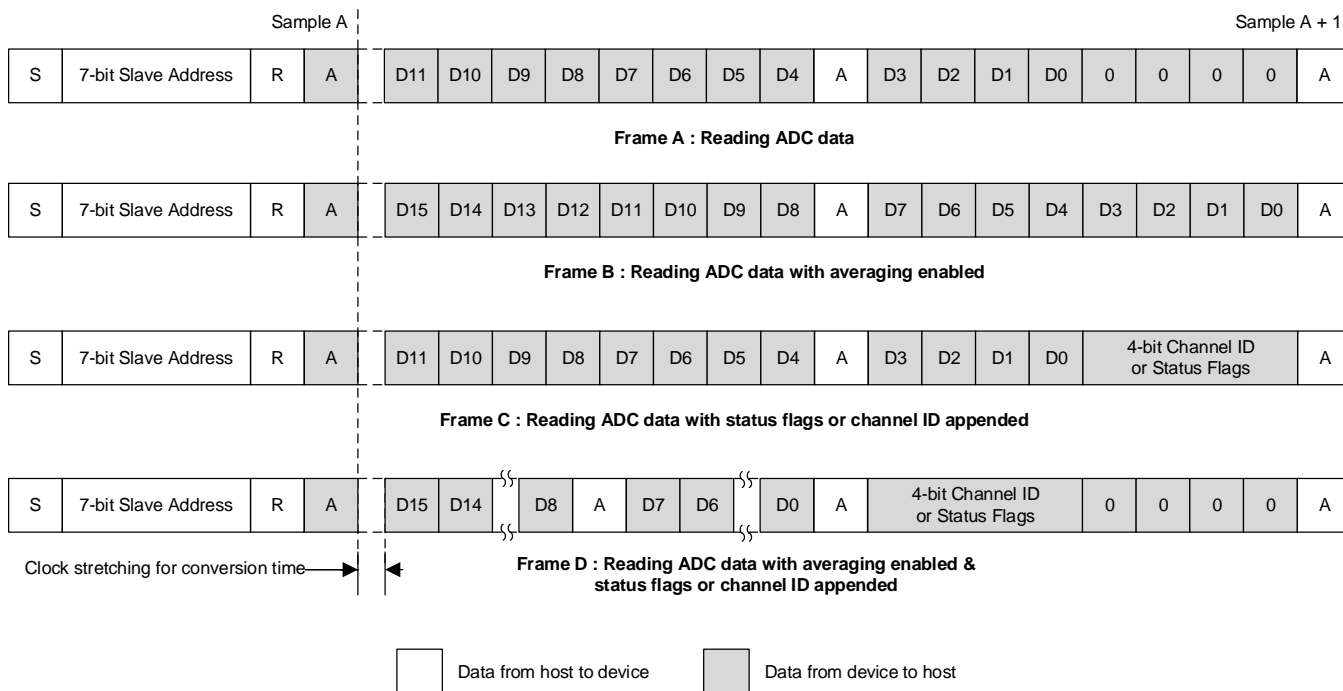 Sample A
Sample A + 1
S 7-bit Slave Address R A D11 D10 D9 D8 D7 D6 D5 D4 A D3 D2 D1 D0 0 0 0 0 A
Frame A : Reading ADC data
S 7-bit Slave Address R A D15 D14 D13 D12 D11 D10 D9 D8 A D7 D6 D5 D4 D3 D2 D1 D0 A
Frame B : Reading ADC data with averaging enabled
S 7-bit Slave Address R A D11 D10 D9 D8 D7 D6 D5 D4 A D3 D2 D1 D0 4-bit Channel ID
or Status Flags A
Frame C : Reading ADC data with status flags or channel ID appended
S 7-bit Slave Address R A D15 D14 D8 A D7 D6 D0 A 4-bit Channel ID
or Status Flags 0 0 0 0 A
Clock stretching for conversion time
Frame D : Reading ADC data with averaging enabled &
status flags or channel ID appended
Data from host to device
Data from device to host